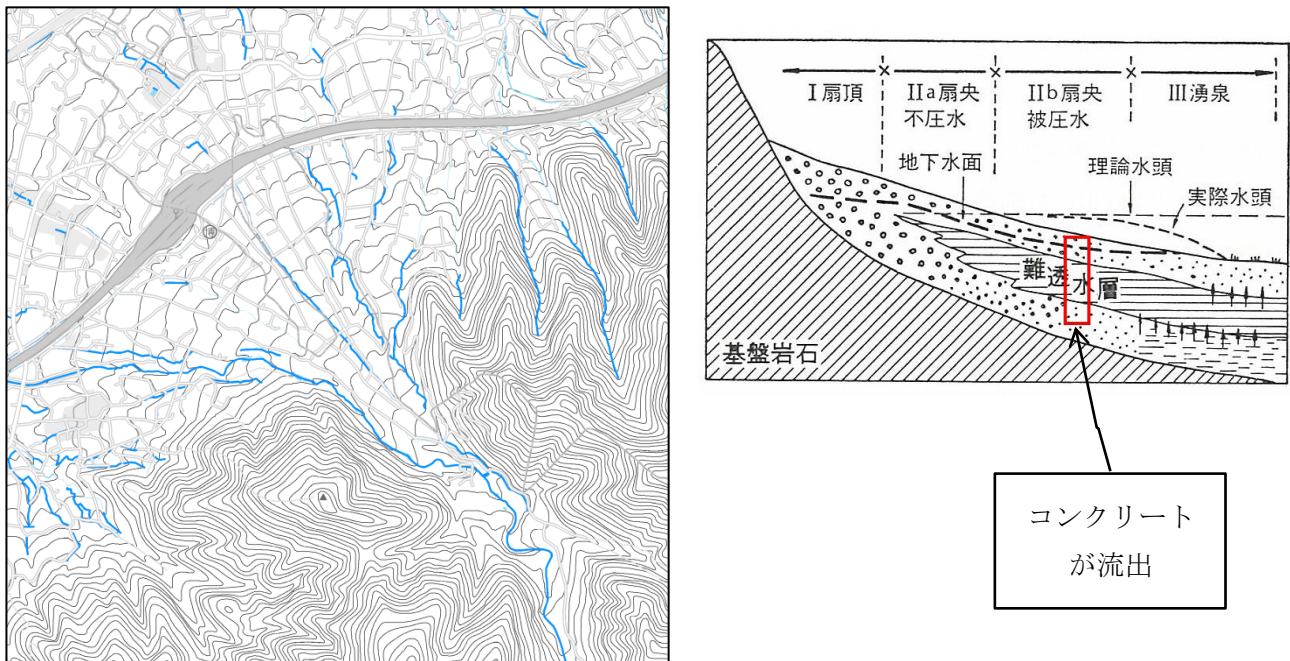 I 扇頂
IIa扇央
不圧水
IIb扇央
被圧水
III湧泉
地下水面
理論水頭
実際水頭
難透水層
基盤岩石
コンクリート
が流出
博